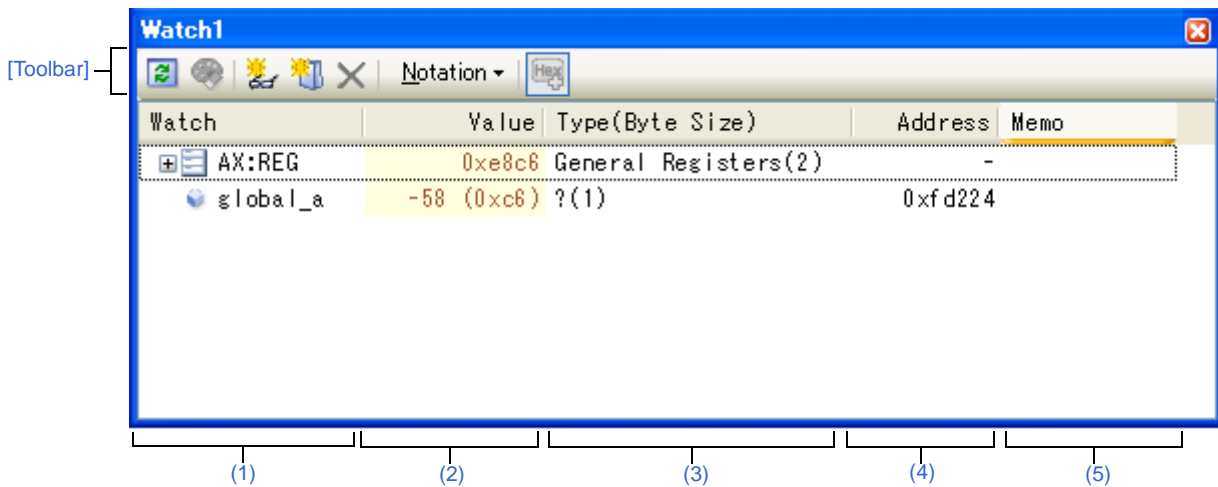 Watch1
[Toolbar]
Notation
Hex
Watch Value Type(Byte Size) Address Memo
AX:REG 0xe8c6 General Registers(2) -
global_a -58 (0xc6) ?(1) 0xfd224
(1) (2) (3) (4) (5)